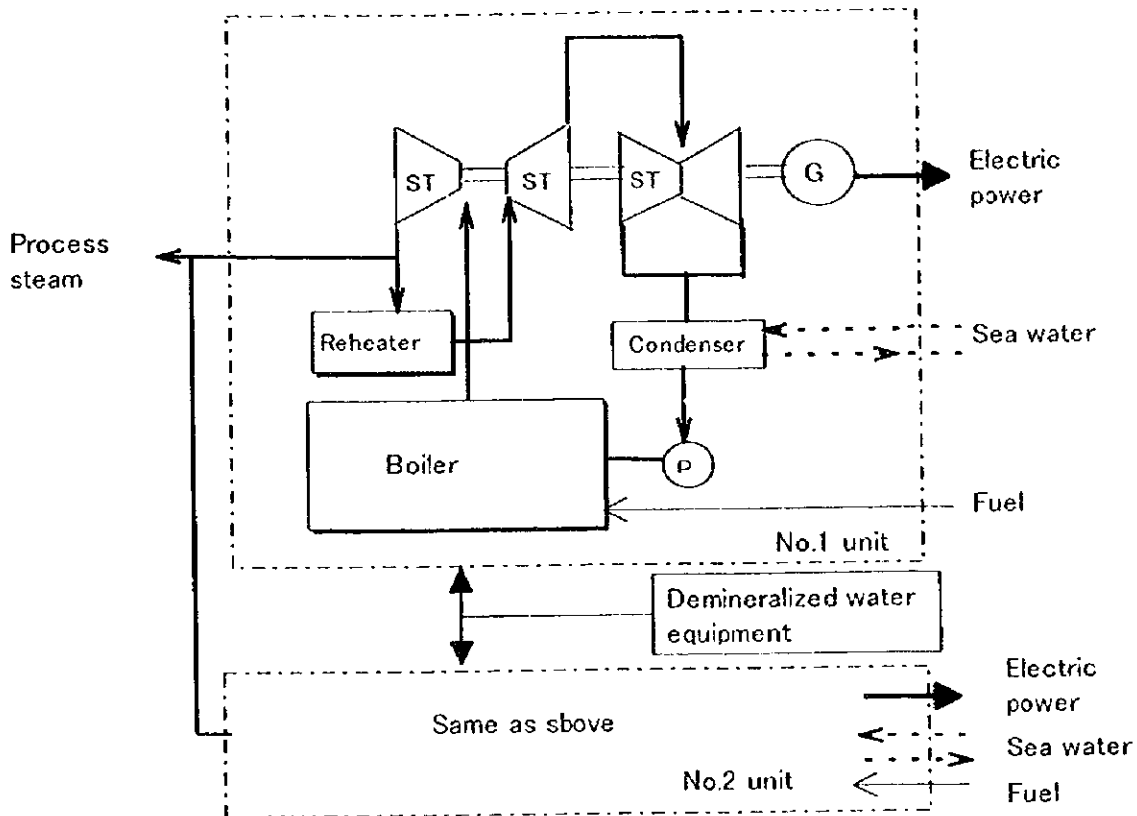 ST
ST
ST
G
Electric
power
Process
steam
Reheater
Condenser
Sea water
Boiler
P
Fuel
No.1 unit
Demineralized water
equipment
Electric
power
Same as sbove
Sea water
No.2 unit
Fuel